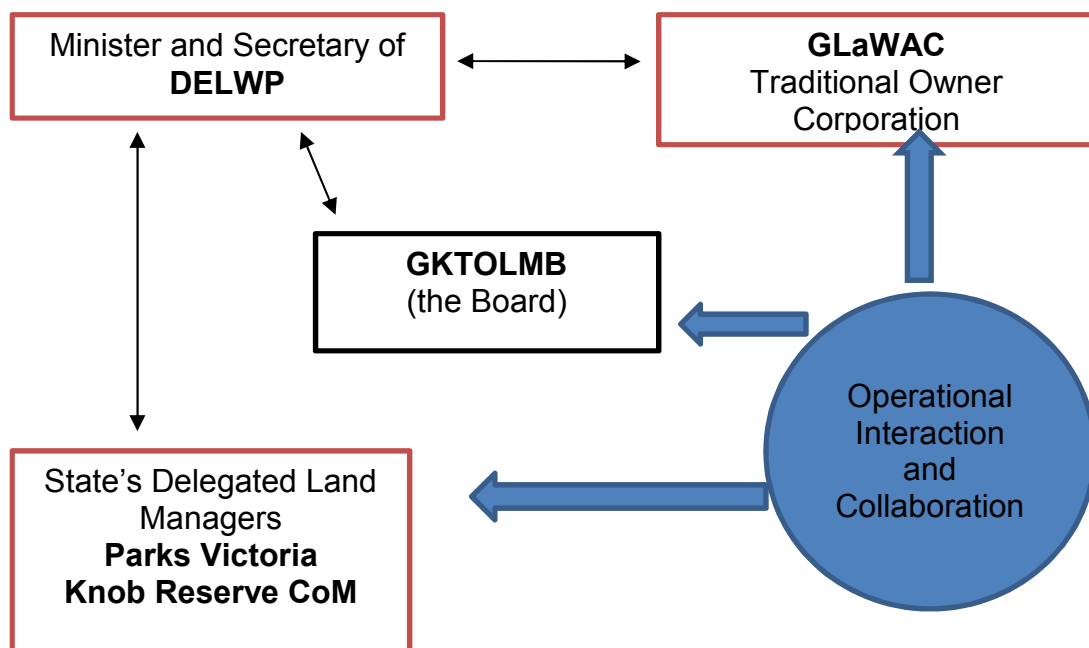 Minister and Secretary of
DELWP
GLaWAC
Traditional Owner
Corporation
GKTOLMB
(the Board)
Operational
Interaction
and
Collaboration
State’s Delegated Land
Managers
Parks Victoria
Knob Reserve CoM